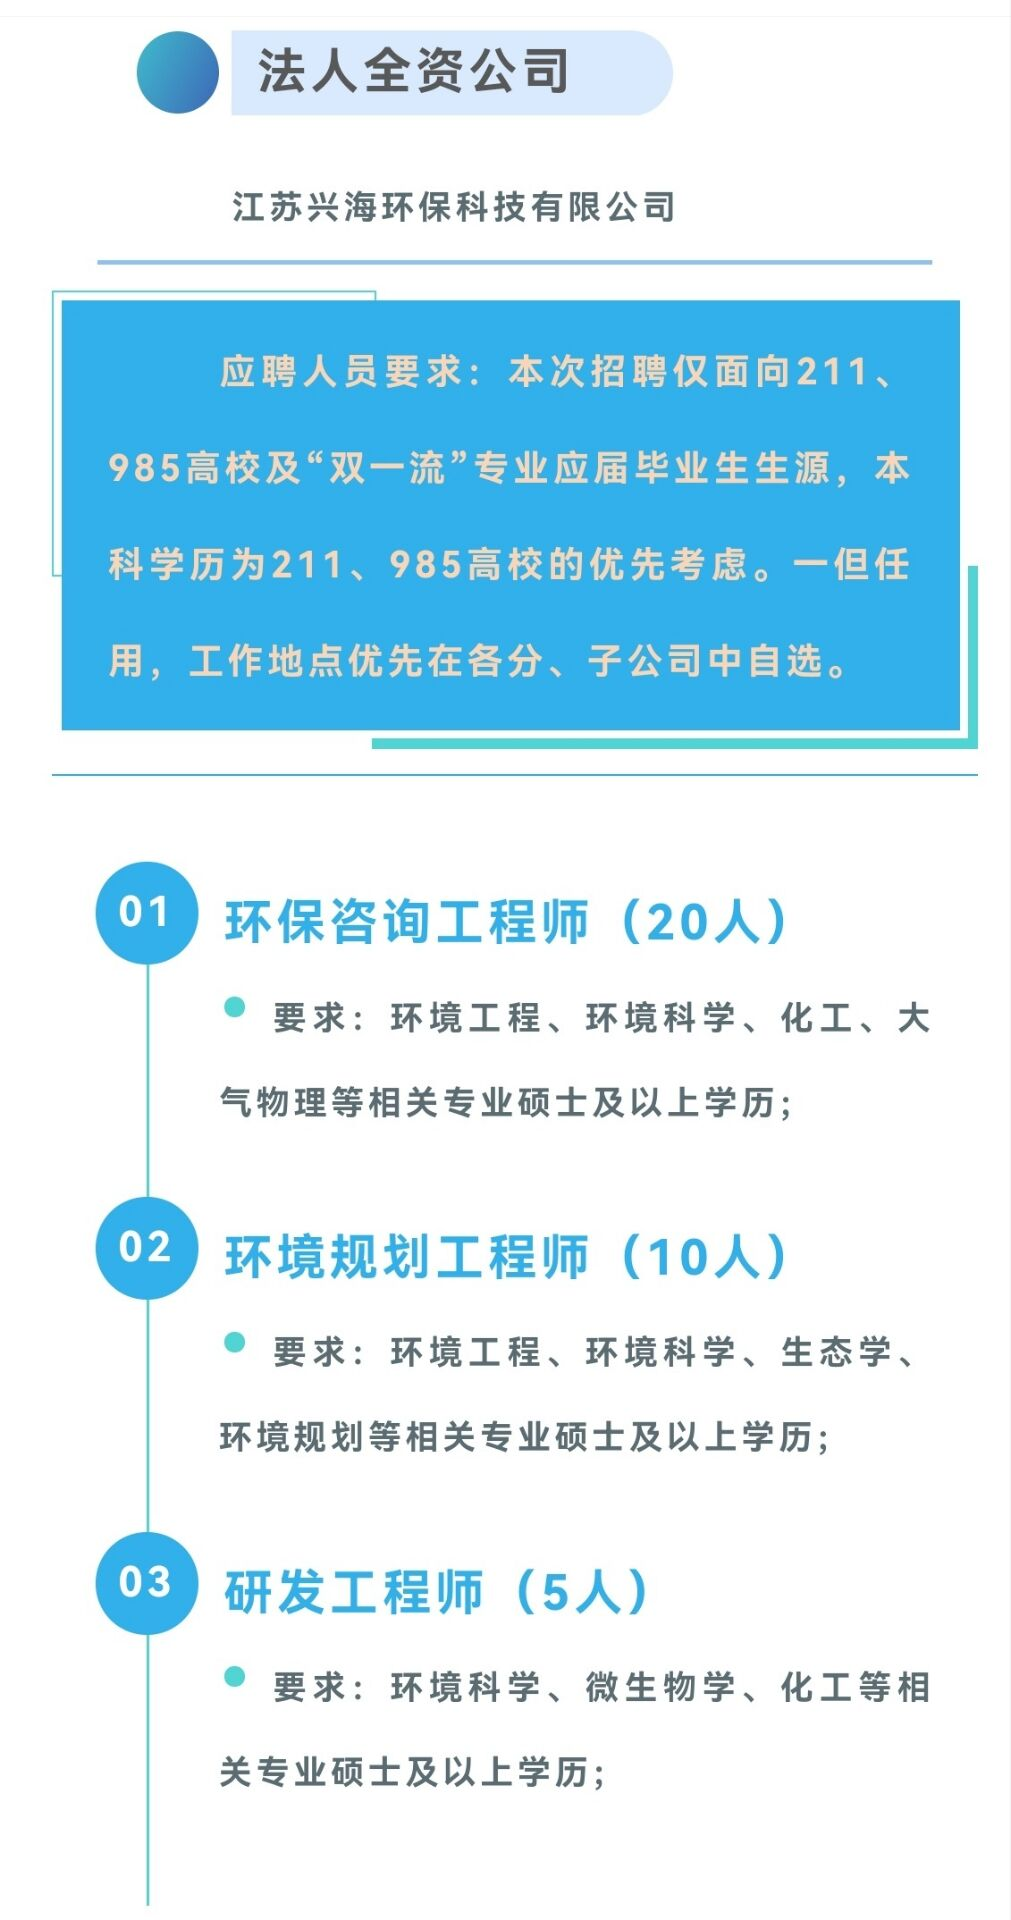 法人全资公司
江苏兴海环保科技有限公司
应聘人员要求：本次招聘仅面向211、
985高校及“双一流”专业应届毕业生生源，本
科学历为211、985高校的优先考虑。一但任
用，工作地点优先在各分、子公司中自选。
01
环保咨询工程师（20人）
要求：环境工程、环境科学、化工、大
气物理等相关专业硕士及以上学历；
02
环境规划工程师（10人）
要求：环境工程、环境科学、生态学、
环境规划等相关专业硕士及以上学历；
03
研发工程师（5人）
要求：环境科学、微生物学、化工等相
关专业硕士及以上学历；